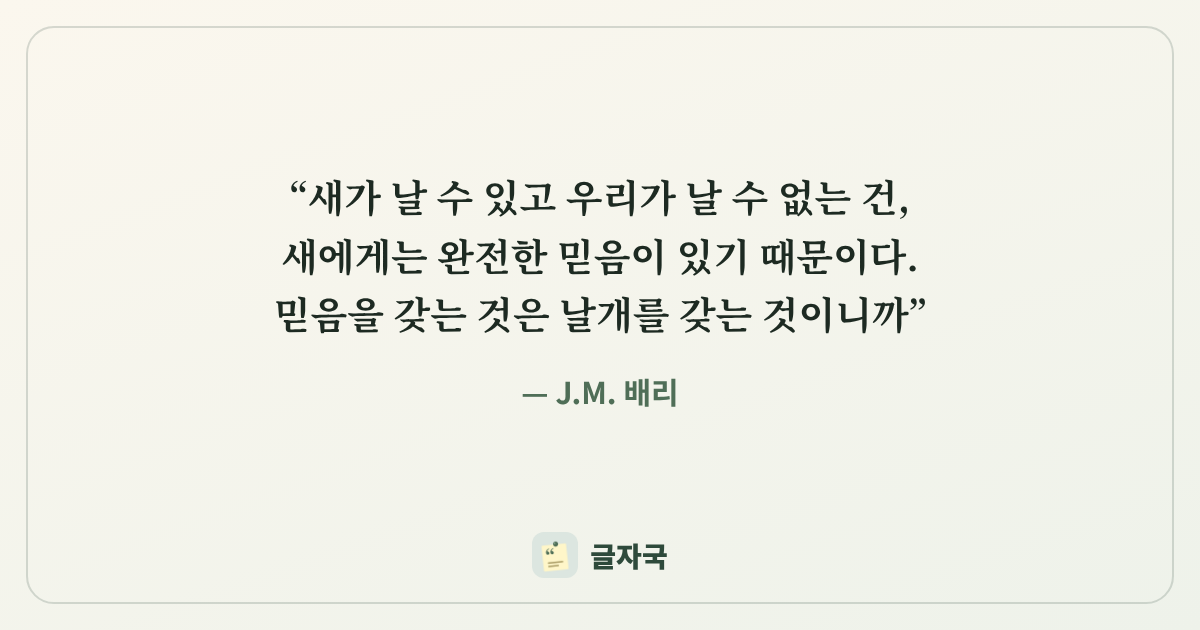 “새가 날 수 있고 우리가 날 수 없는 건,
새에게는 완전한 믿음이 있기 때문이다.
믿음을 갖는 것은 날개를 갖는 것이니까”
— J.M. 배리
글자국